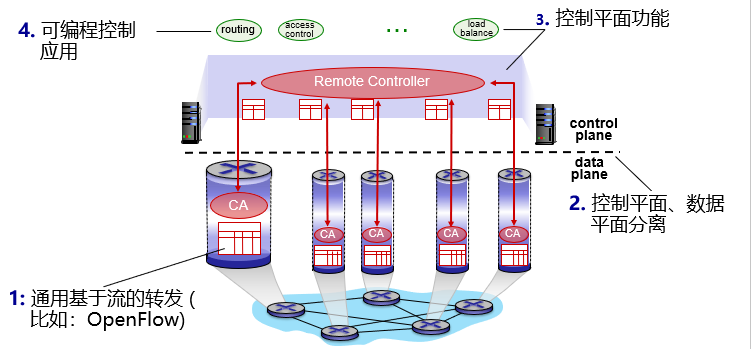 4. 可编程控制
应用
routing
access
control
...
load
balance
3. 控制平面功能
Remote Controller
control
plane
data
plane
2. 控制平面、数据
平面分离
CA
CA
CA
CA
CA
1: 通用基于流的转发 (
比如：OpenFlow)